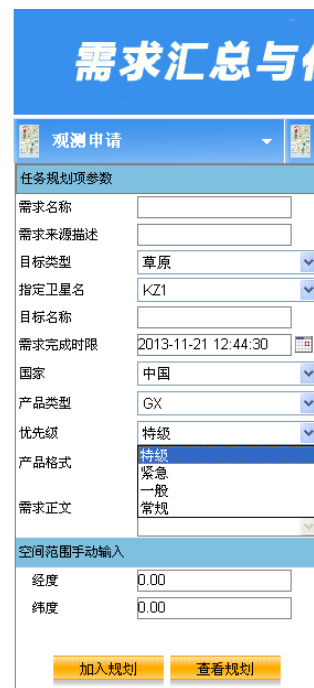 需求汇总与
观测申请
任务规划项参数
需求名称
需求来源描述
目标类型 草原
指定卫星名 KZ1
目标名称
需求完成时限 2013-11-21 12:44:30
国家 中国
产品类型 GX
优先级 特级
产品格式 特级
紧急
一般
需求正文 常规
空间范围手动输入
经度 0.00
纬度 0.00
加入规划 查看规划